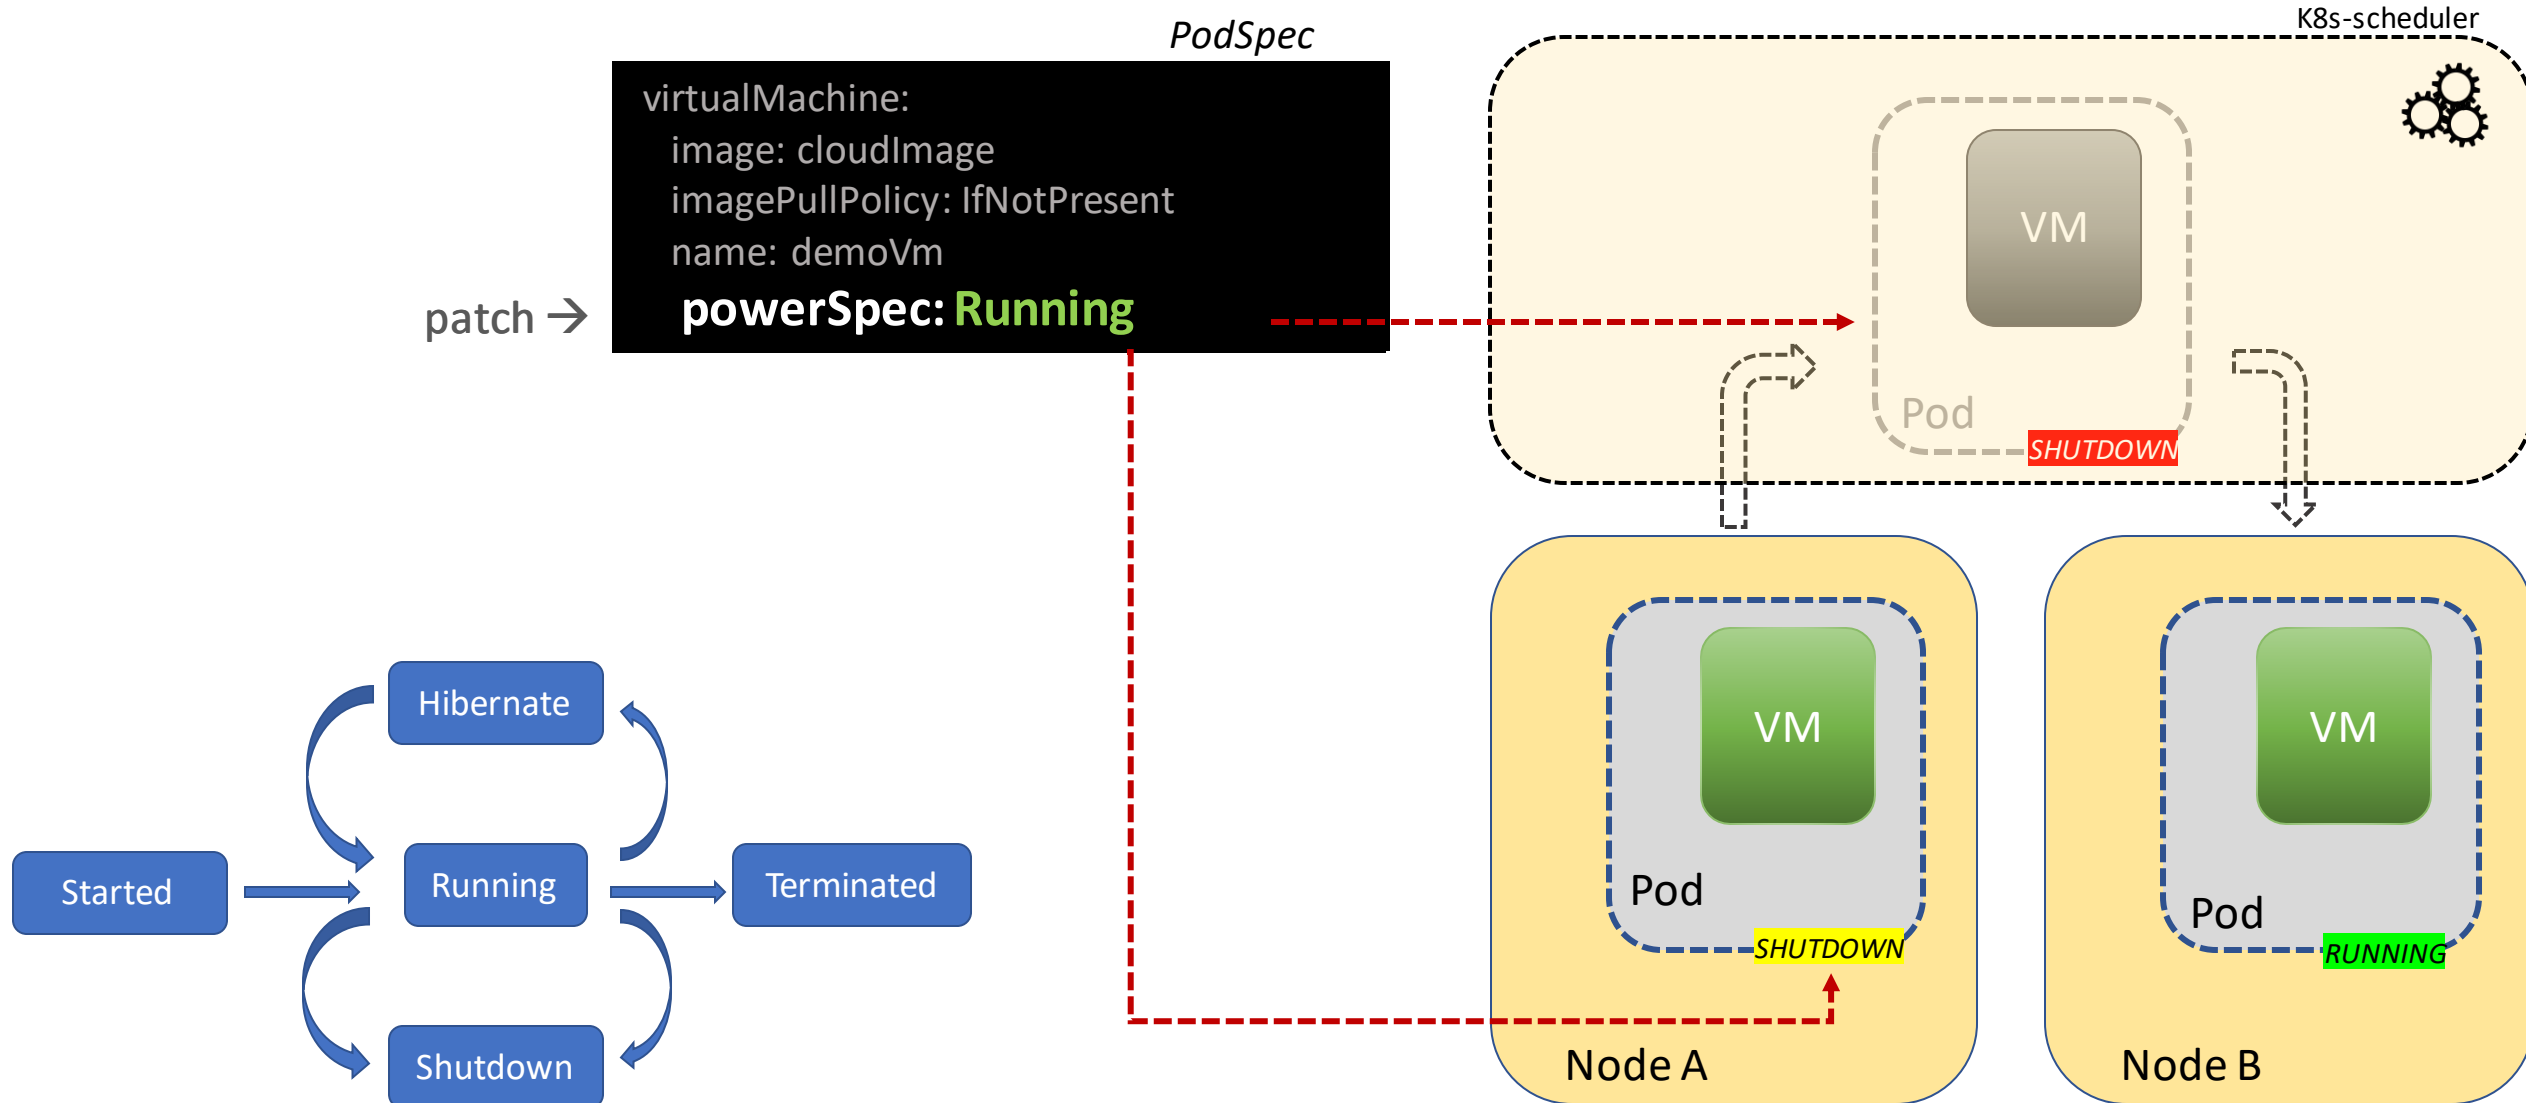 K8s-scheduler
PodSpec
virtualMachine:
image: cloudImage
imagePullPolicy: IfNotPresent
name: demoVm
powerSpec: Running
patch →
VM
Pod
SHUTDOWN
VM
Pod
SHUTDOWN
Node A
VM
Pod
RUNNING
Node B
Hibernate
Started
Running
Terminated
Shutdown